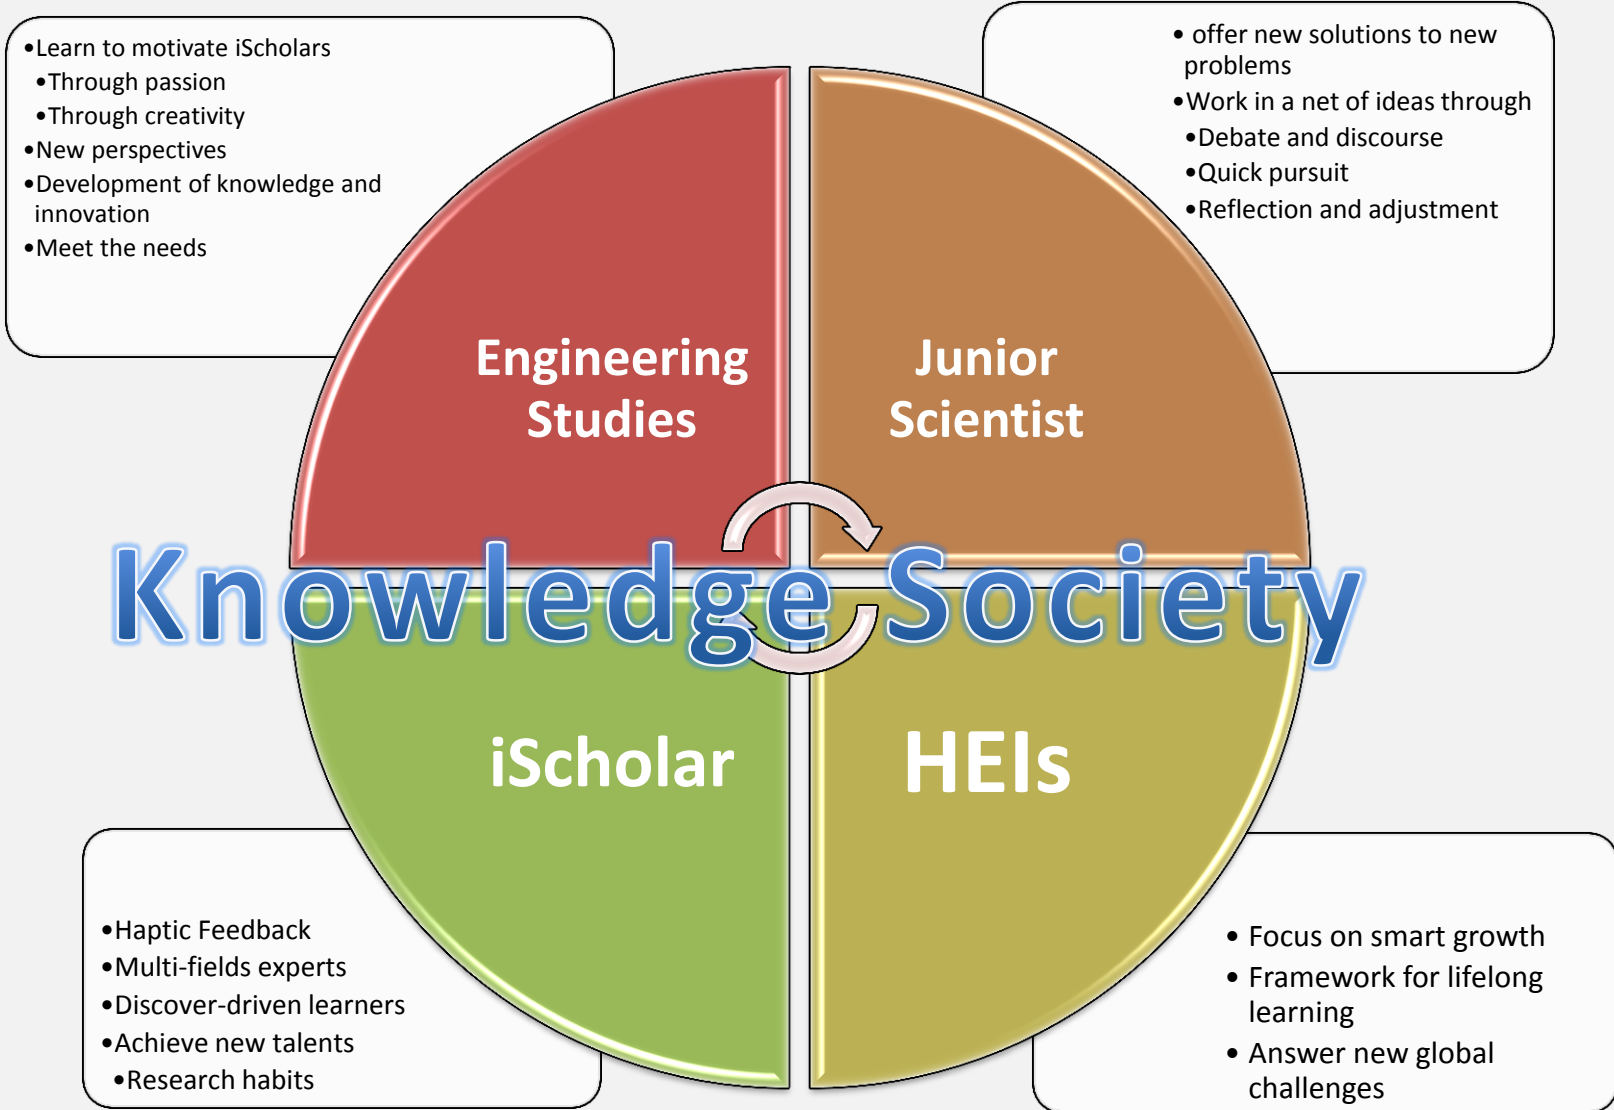 •Learn to motivate iScholars
•Through passion
•Through creativity
•New perspectives
•Development of knowledge and
innovation
•Meet the needs
• offer new solutions to new
problems
•Work in a net of ideas through
•Debate and discourse
•Quick pursuit
•Reflection and adjustment
Engineering
Studies
Junior
Scientist
Knowledge Society
iScholar
HEIs
•Haptic Feedback
•Multi-fields experts
•Discover-driven learners
•Achieve new talents
•Research habits
• Focus on smart growth
• Framework for lifelong
learning
• Answer new global
challenges